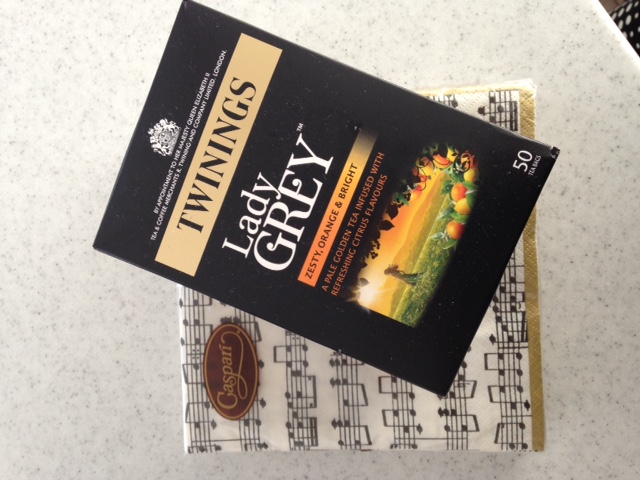 BY APPOINTMENT TO HER MAJESTY QUEEN ELIZABETH II
TEA & COFFEE MERCHANTS R. TWINING AND COMPANY LIMITED. LONDON.
TWININGS
Lady
GREY™
ZESTY, ORANGE & BRIGHT
A PALE GOLDEN TEA INFUSED WITH
REFRESHING CITRUS FLAVOURS
50
TEA BAGS
Caspari